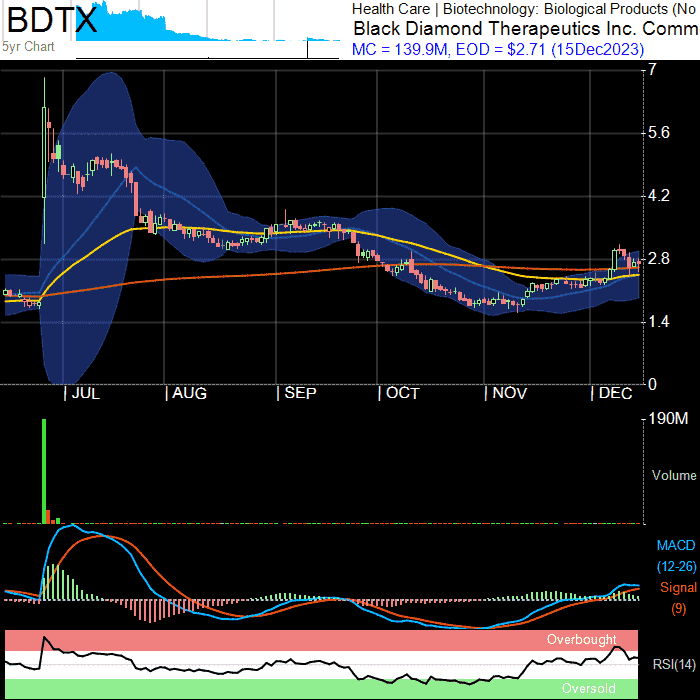 BDTX
5yr Chart
Health Care | Biotechnology: Biological Products (No
Black Diamond Therapeutics Inc. Comm
MC = 139.9M, EOD = $2.71 (15Dec2023)
7
5.6
4.2
2.8
1.4
0
| JUL | AUG | SEP | OCT | NOV | DEC
190M
Volume
MACD
(12-26)
Signal
(9)
Overbought
RSI(14)
Oversold